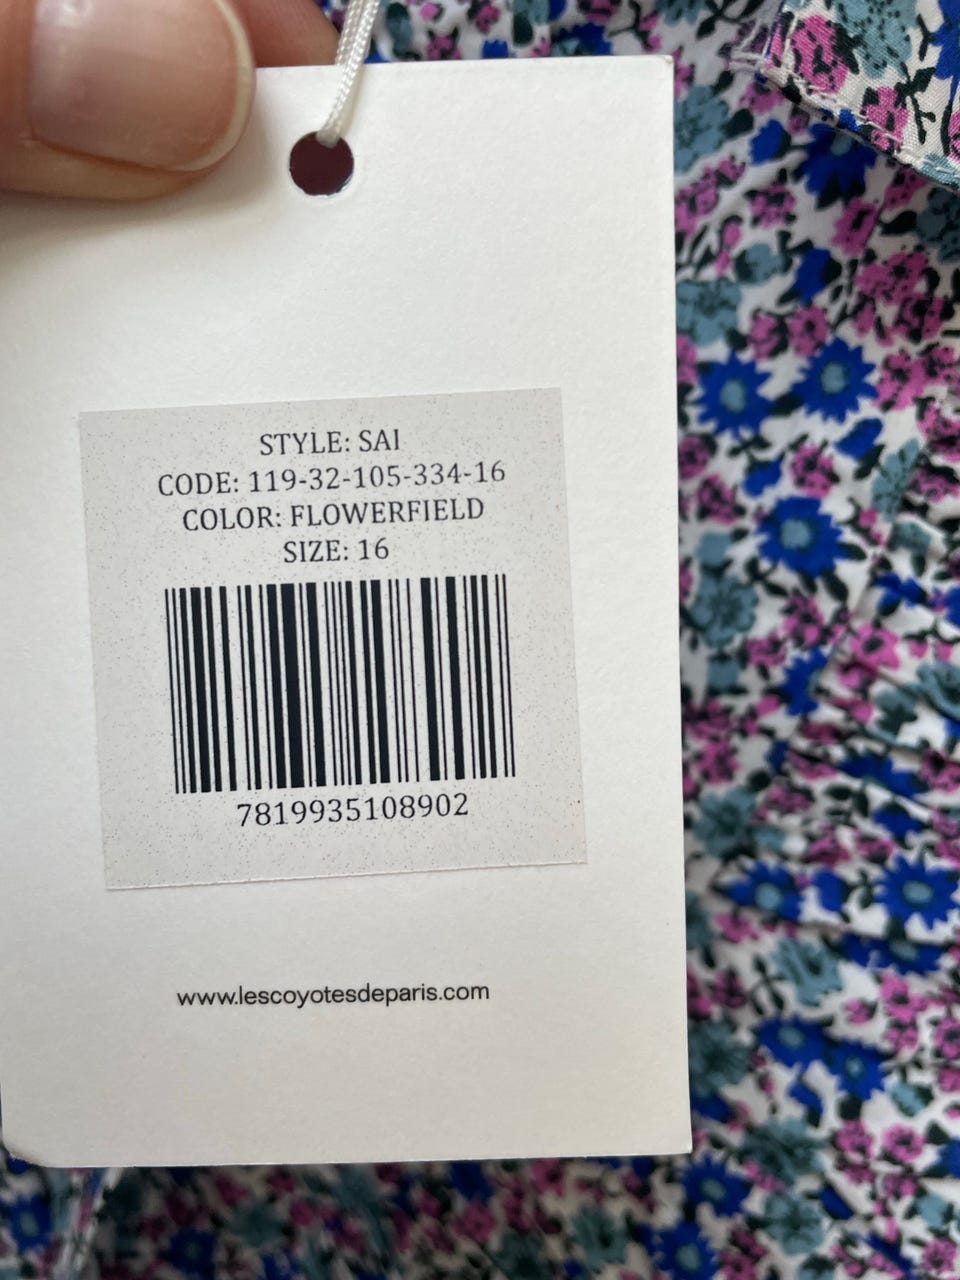 STYLE: SAI
CODE: 119-32-105-334-16
COLOR: FLOWERFIELD
SIZE: 16
7819935108902
www.lescoyotesdeparis.com